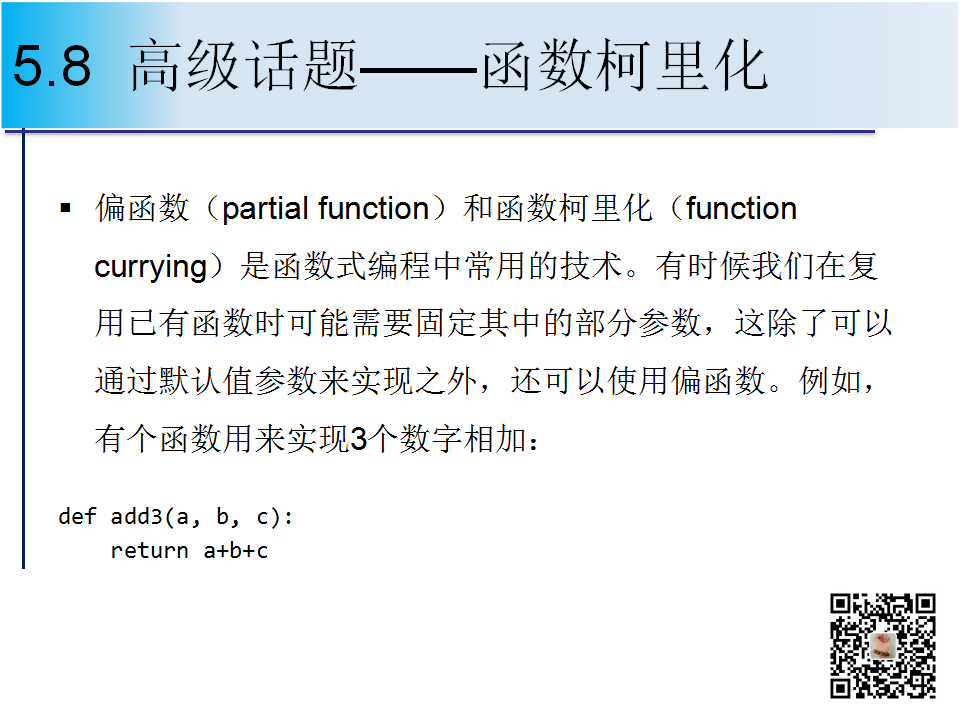 5.8 高级话题——函数柯里化
▪ 偏函数（partial function）和函数柯里化（function
currying）是函数式编程中常用的技术。有时候我们在复
用已有函数时可能需要固定其中的部分参数，这除了可以
通过默认值参数来实现之外，还可以使用偏函数。例如，
有个函数用来实现3个数字相加：
def add3(a, b, c):
    return a+b+c